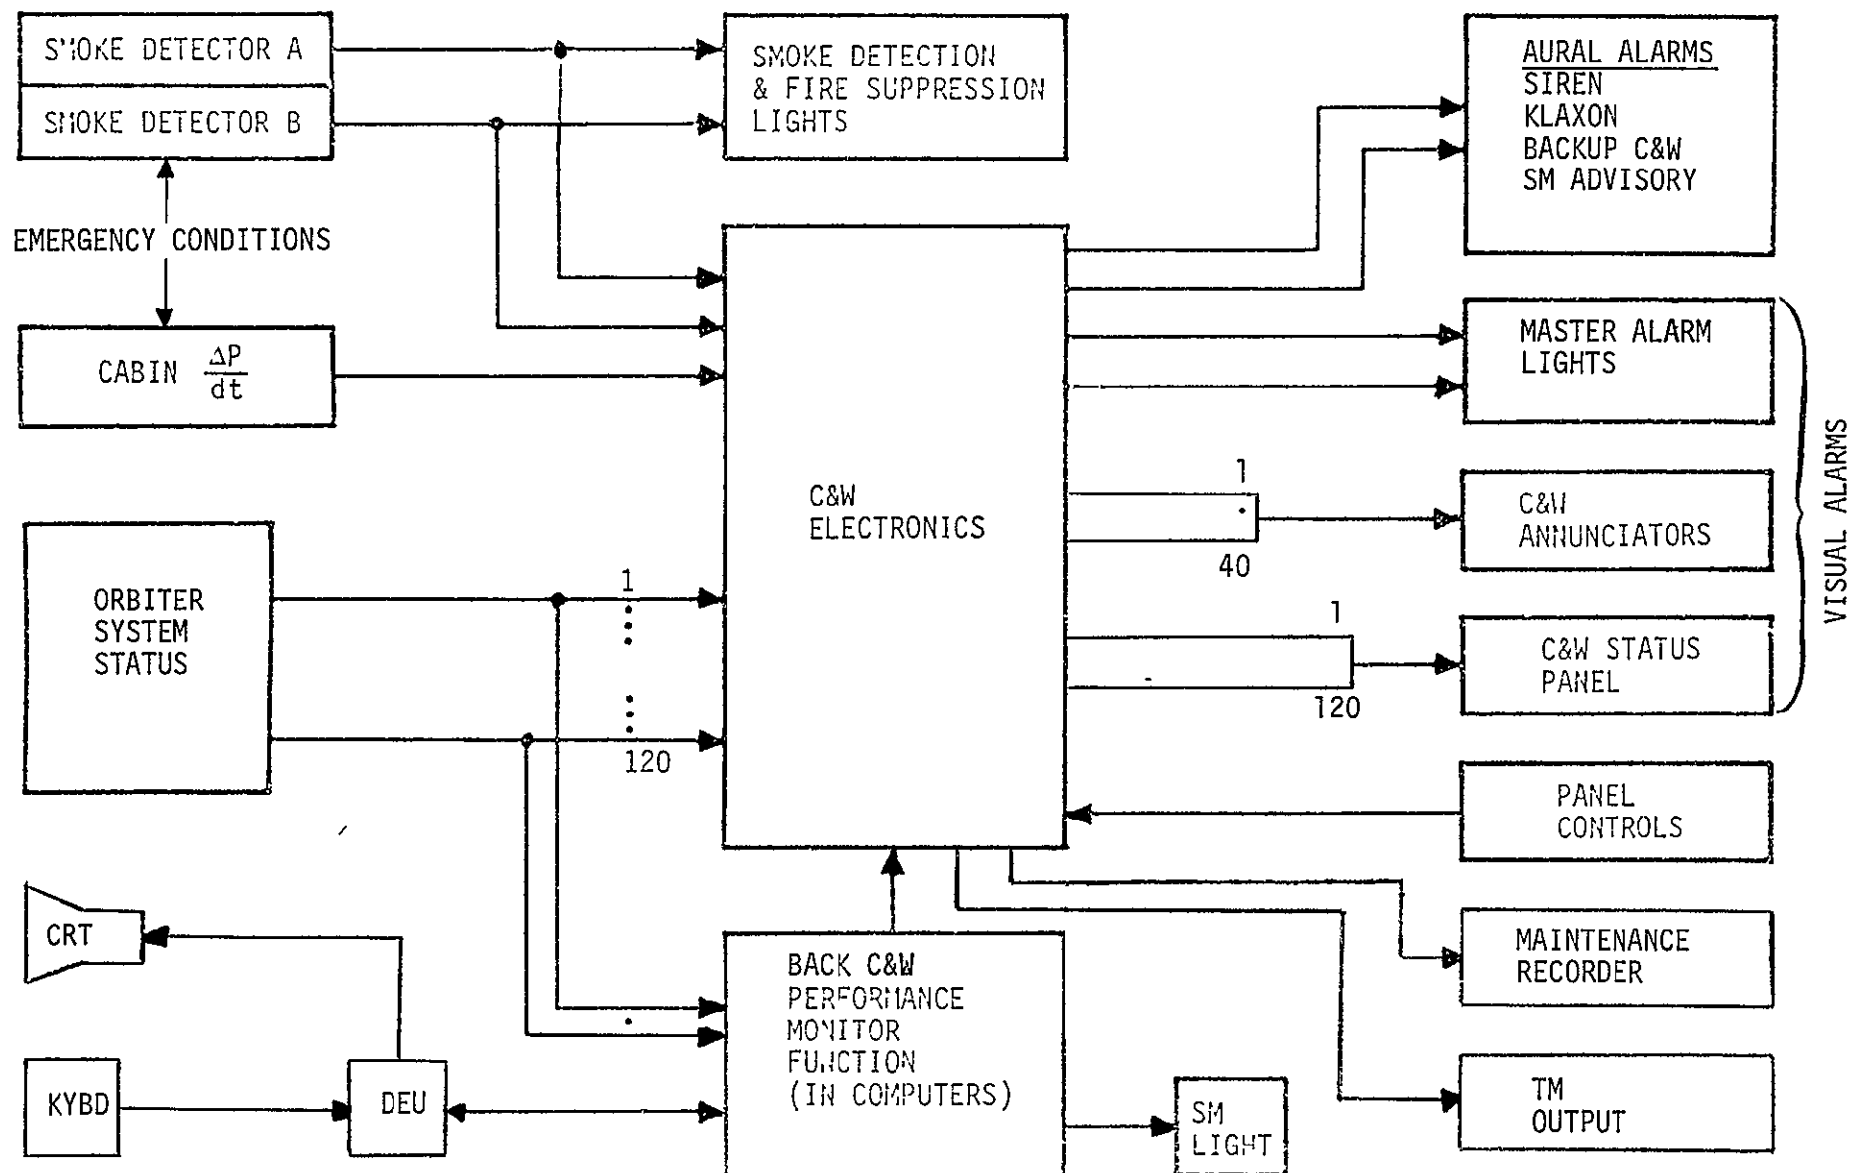 SMOKE DETECTOR A
SMOKE DETECTOR B
EMERGENCY CONDITIONS
CABIN ΔP
dt
SMOKE DETECTION
& FIRE SUPPRESSION
LIGHTS
AURAL ALARMS
SIREN
KLAXON
BACKUP C&W
SM ADVISORY
MASTER ALARM
LIGHTS
C&W
ELECTRONICS
1
40
C&W
ANNUNCIATORS
1
120
C&W STATUS
PANEL
VISUAL ALARMS
ORBITER
SYSTEM
STATUS
1
120
PANEL
CONTROLS
CRT
KYBD
DEU
BACK C&W
PERFORMANCE
MONITOR
FUNCTION
(IN COMPUTERS)
SM
LIGHT
MAINTENANCE
RECORDER
TM
OUTPUT